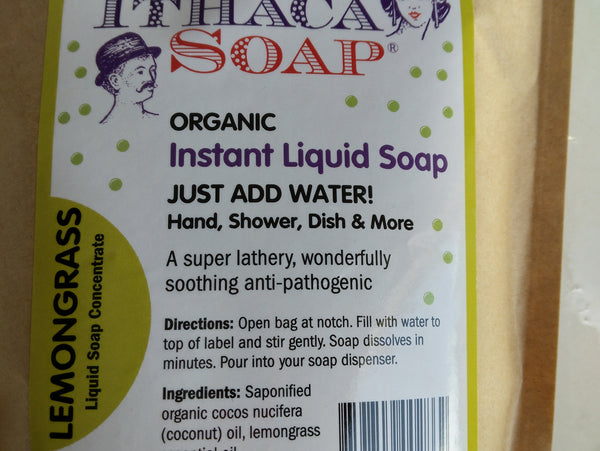 ITHACA
SOAP®
ORGANIC
Instant Liquid Soap
JUST ADD WATER!
Hand, Shower, Dish & More
A super lathery, wonderfully
soothing anti-pathogenic
LEMONGRASS
Liquid Soap Concentrate
Directions: Open bag at notch. Fill with water to
top of label and stir gently. Soap dissolves in
minutes. Pour into your soap dispenser.
Ingredients: Saponified
organic cocos nucifera
(coconut) oil, lemongrass